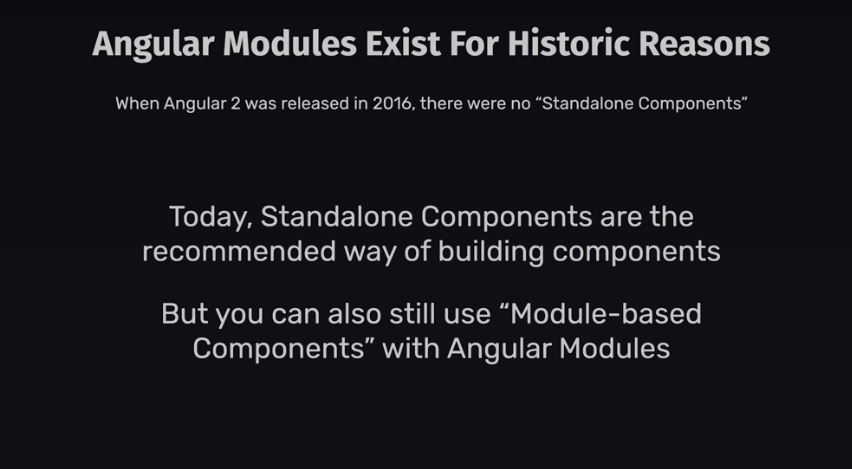 Angular Modules Exist For Historic Reasons
When Angular 2 was released in 2016, there were no “Standalone Components”
Today, Standalone Components are the
recommended way of building components
But you can also still use “Module-based
Components” with Angular Modules